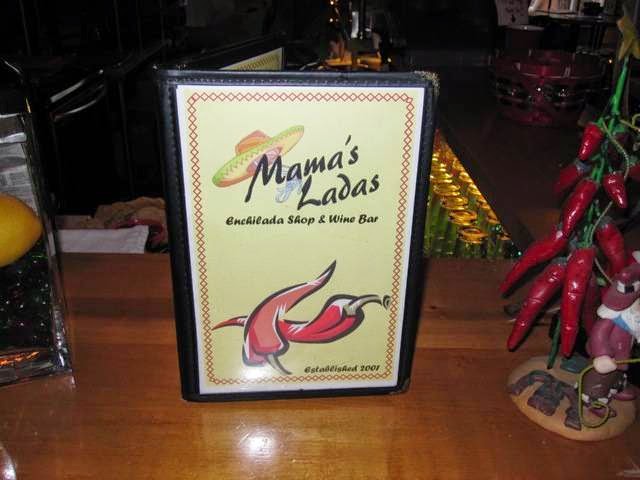 Mama's
Ladas
Enchilada Shop & Wine Bar
Established 2001